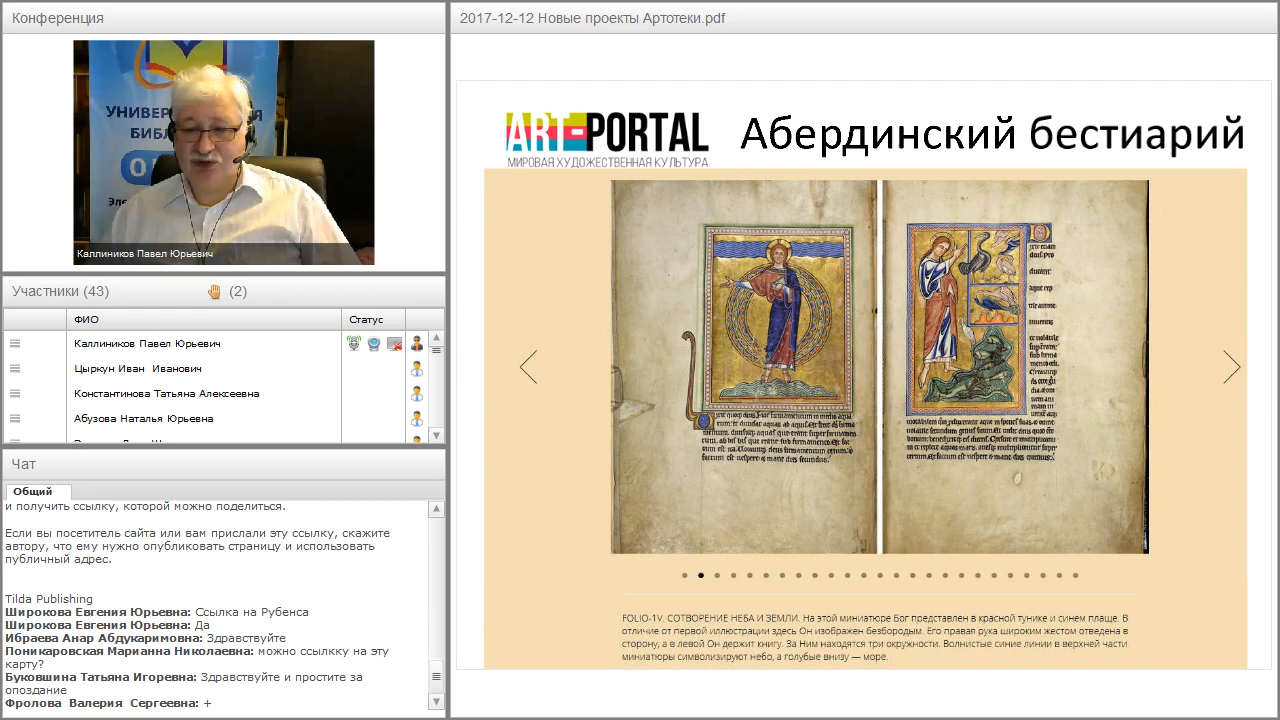 Конференция
УНИВЕР
БИБЛ
Каллиников Павел Юрьевич
Участники (43)
(2)
ФИО
Статус
Каллиников Павел Юрьевич
Цыркун Иван Иванович
Константинова Татьяна Алексеевна
Абузова Наталья Юрьевна
Чат
Общий
и получить ссылку, которой можно поделиться.
Если вы посетитель сайта или вам прислали эту ссылку, скажите
автору, что ему нужно опубликовать страницу и использовать
публичный адрес.
Tilda Publishing
Широкова Евгения Юрьевна: Ссылка на Рубенса
Широкова Евгения Юрьевна: Да
Ибраева Анар Абдукаримовна: Здравствуйте
Поникаровская Марианна Николаевна: можно ссылкку на эту
карту?
Буковшина Татьяна Игоревна: Здравствуйте и простите за
опоздание
Фролова Валерия Сергеевна: +
2017-12-12 Новые проекты Артотеки.pdf
ART-PORTAL
МИРОВАЯ ХУДОЖЕСТВЕННАЯ КУЛЬТУРА
Абердинский бестиарий
FOLIO-1V. СОТВОРЕНИЕ НЕБА И ЗЕМЛИ. На этой миниатюре Бог представлен в красной тунике и синем плаще. В
отличие от первой иллюстрации здесь Он изображен безбородым. Его правая рука широким жестом отведена в
сторону, а в левой Он держит книгу. За Ним находятся три окружности. Волнистые синие линии в верхней части
миниатюры символизируют небо, а голубые внизу — море.